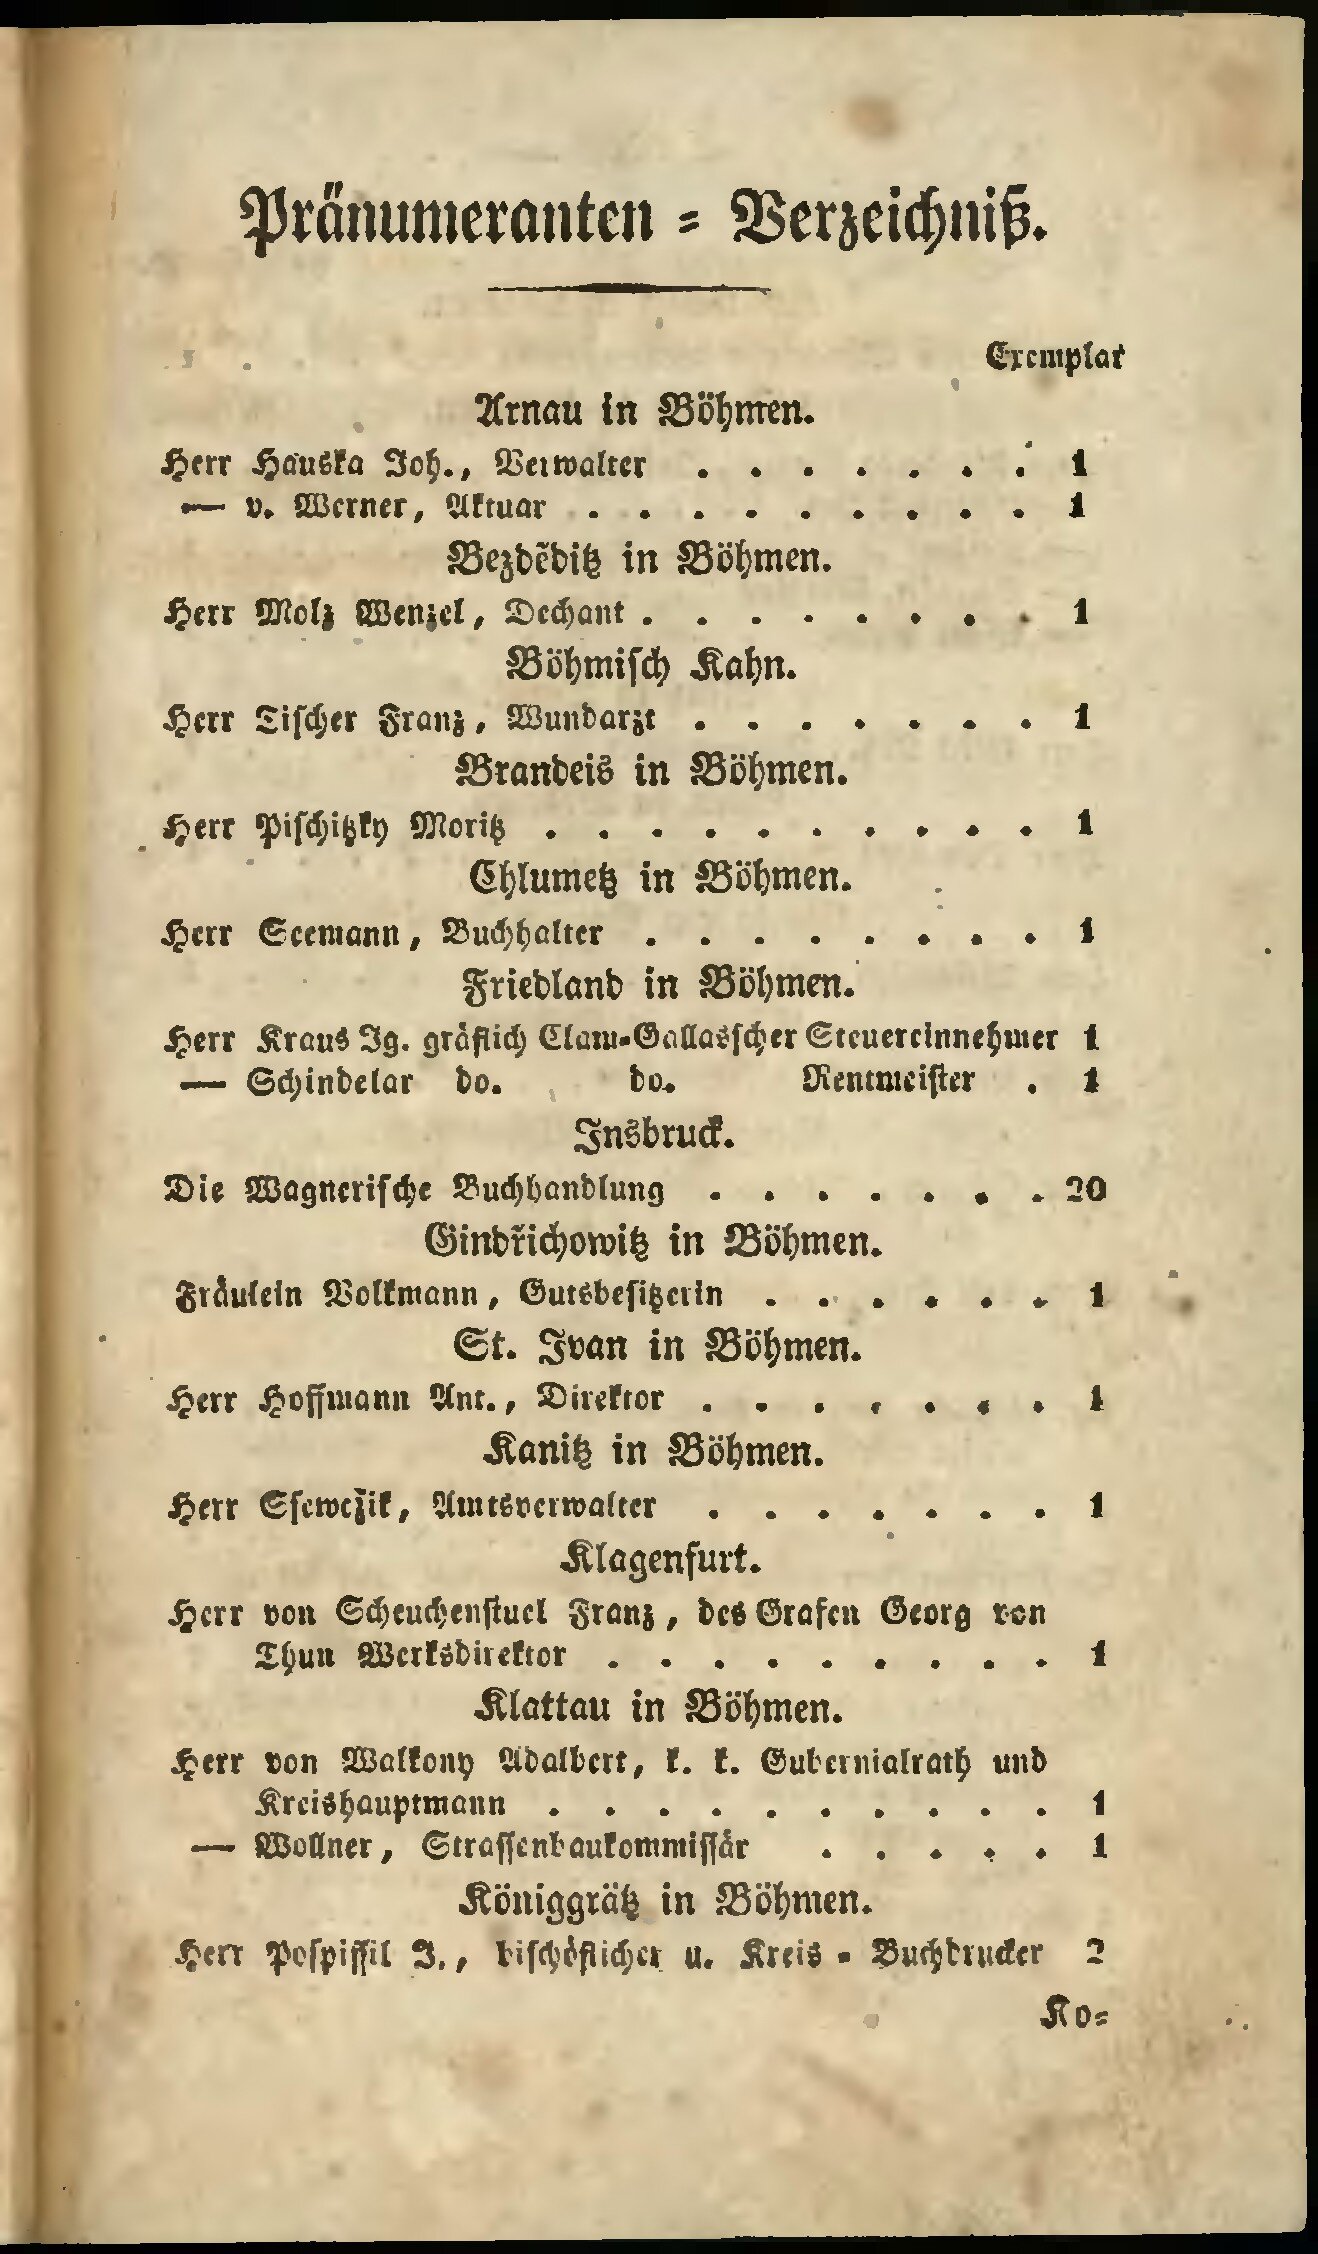 Pränumeranten = Verzeichniß.
Exemplar
Arnau in Böhmen.
Herr Hauska Joh., Verwalter . . . . . . . 1
— v. Werner, Aktuar . . . . . . . . . 1
Bezděditz in Böhmen.
Herr Molz Wenzel, Dechant . . . . . . . . 1
Böhmisch Kahn.
Herr Tischer Franz, Wundarzt . . . . . . . 1
Brandeis in Böhmen.
Herr Pischitzky Moritz . . . . . . . . . . 1
Chlumetz in Böhmen.
Herr Seemann, Buchhalter . . . . . . . . 1
Friedland in Böhmen.
Herr Kraus Ig. gräflich Clam-Gallasscher Steuereinnehmer 1
— Schindelar do. do. Rentmeister . 1
Insbruck.
Die Wagnerische Buchhandlung . . . . . . . 20
Gindřichowitz in Böhmen.
Fräulein Volkmann, Gutsbesitzerin . . . . . . 1
St. Ivan in Böhmen.
Herr Hoffmann Ant., Direktor . . . . . . . 1
Kanitz in Böhmen.
Herr Esewežik, Amtsverwalter . . . . . . . 1
Klagenfurt.
Herr von Scheuchenstuel Franz, des Grafen Georg von
Thun Werksdirektor . . . . . . . . . 1
Klattau in Böhmen.
Herr von Walkony Adalbert, k. k. Gubernialrath und
Kreishauptmann . . . . . . . . . . 1
— Wollner, Strassenbaukommissär . . . . . 1
Königgrätz in Böhmen.
Herr Pospissil J., bischöflicher u. Kreis - Buchdrucker 2
Ko=